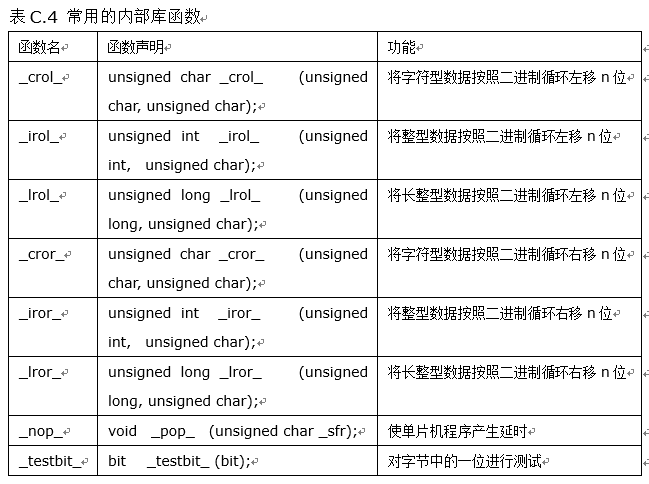 表 C.4 常用的内部库函数
函数名 函数声明 功能
_crol_ unsigned char _crol_ (unsigned 将字符型数据按照二进制循环左移 n 位
char, unsigned char);
_irol_ unsigned int _irol_ (unsigned 将整型数据按照二进制循环左移 n 位
int, unsigned char);
_lrol_ unsigned long _lrol_ (unsigned 将长整型数据按照二进制循环左移 n 位
long, unsigned char);
_cror_ unsigned char _cror_ (unsigned 将字符型数据按照二进制循环右移 n 位
char, unsigned char);
_iror_ unsigned int _iror_ (unsigned 将整型数据按照二进制循环右移 n 位
int, unsigned char);
_lror_ unsigned long _lror_ (unsigned 将长整型数据按照二进制循环右移 n 位
long, unsigned char);
_nop_ void _pop_ (unsigned char _sfr); 使单片机程序产生延时
_testbit_ bit _testbit_ (bit); 对字节中的一位进行测试